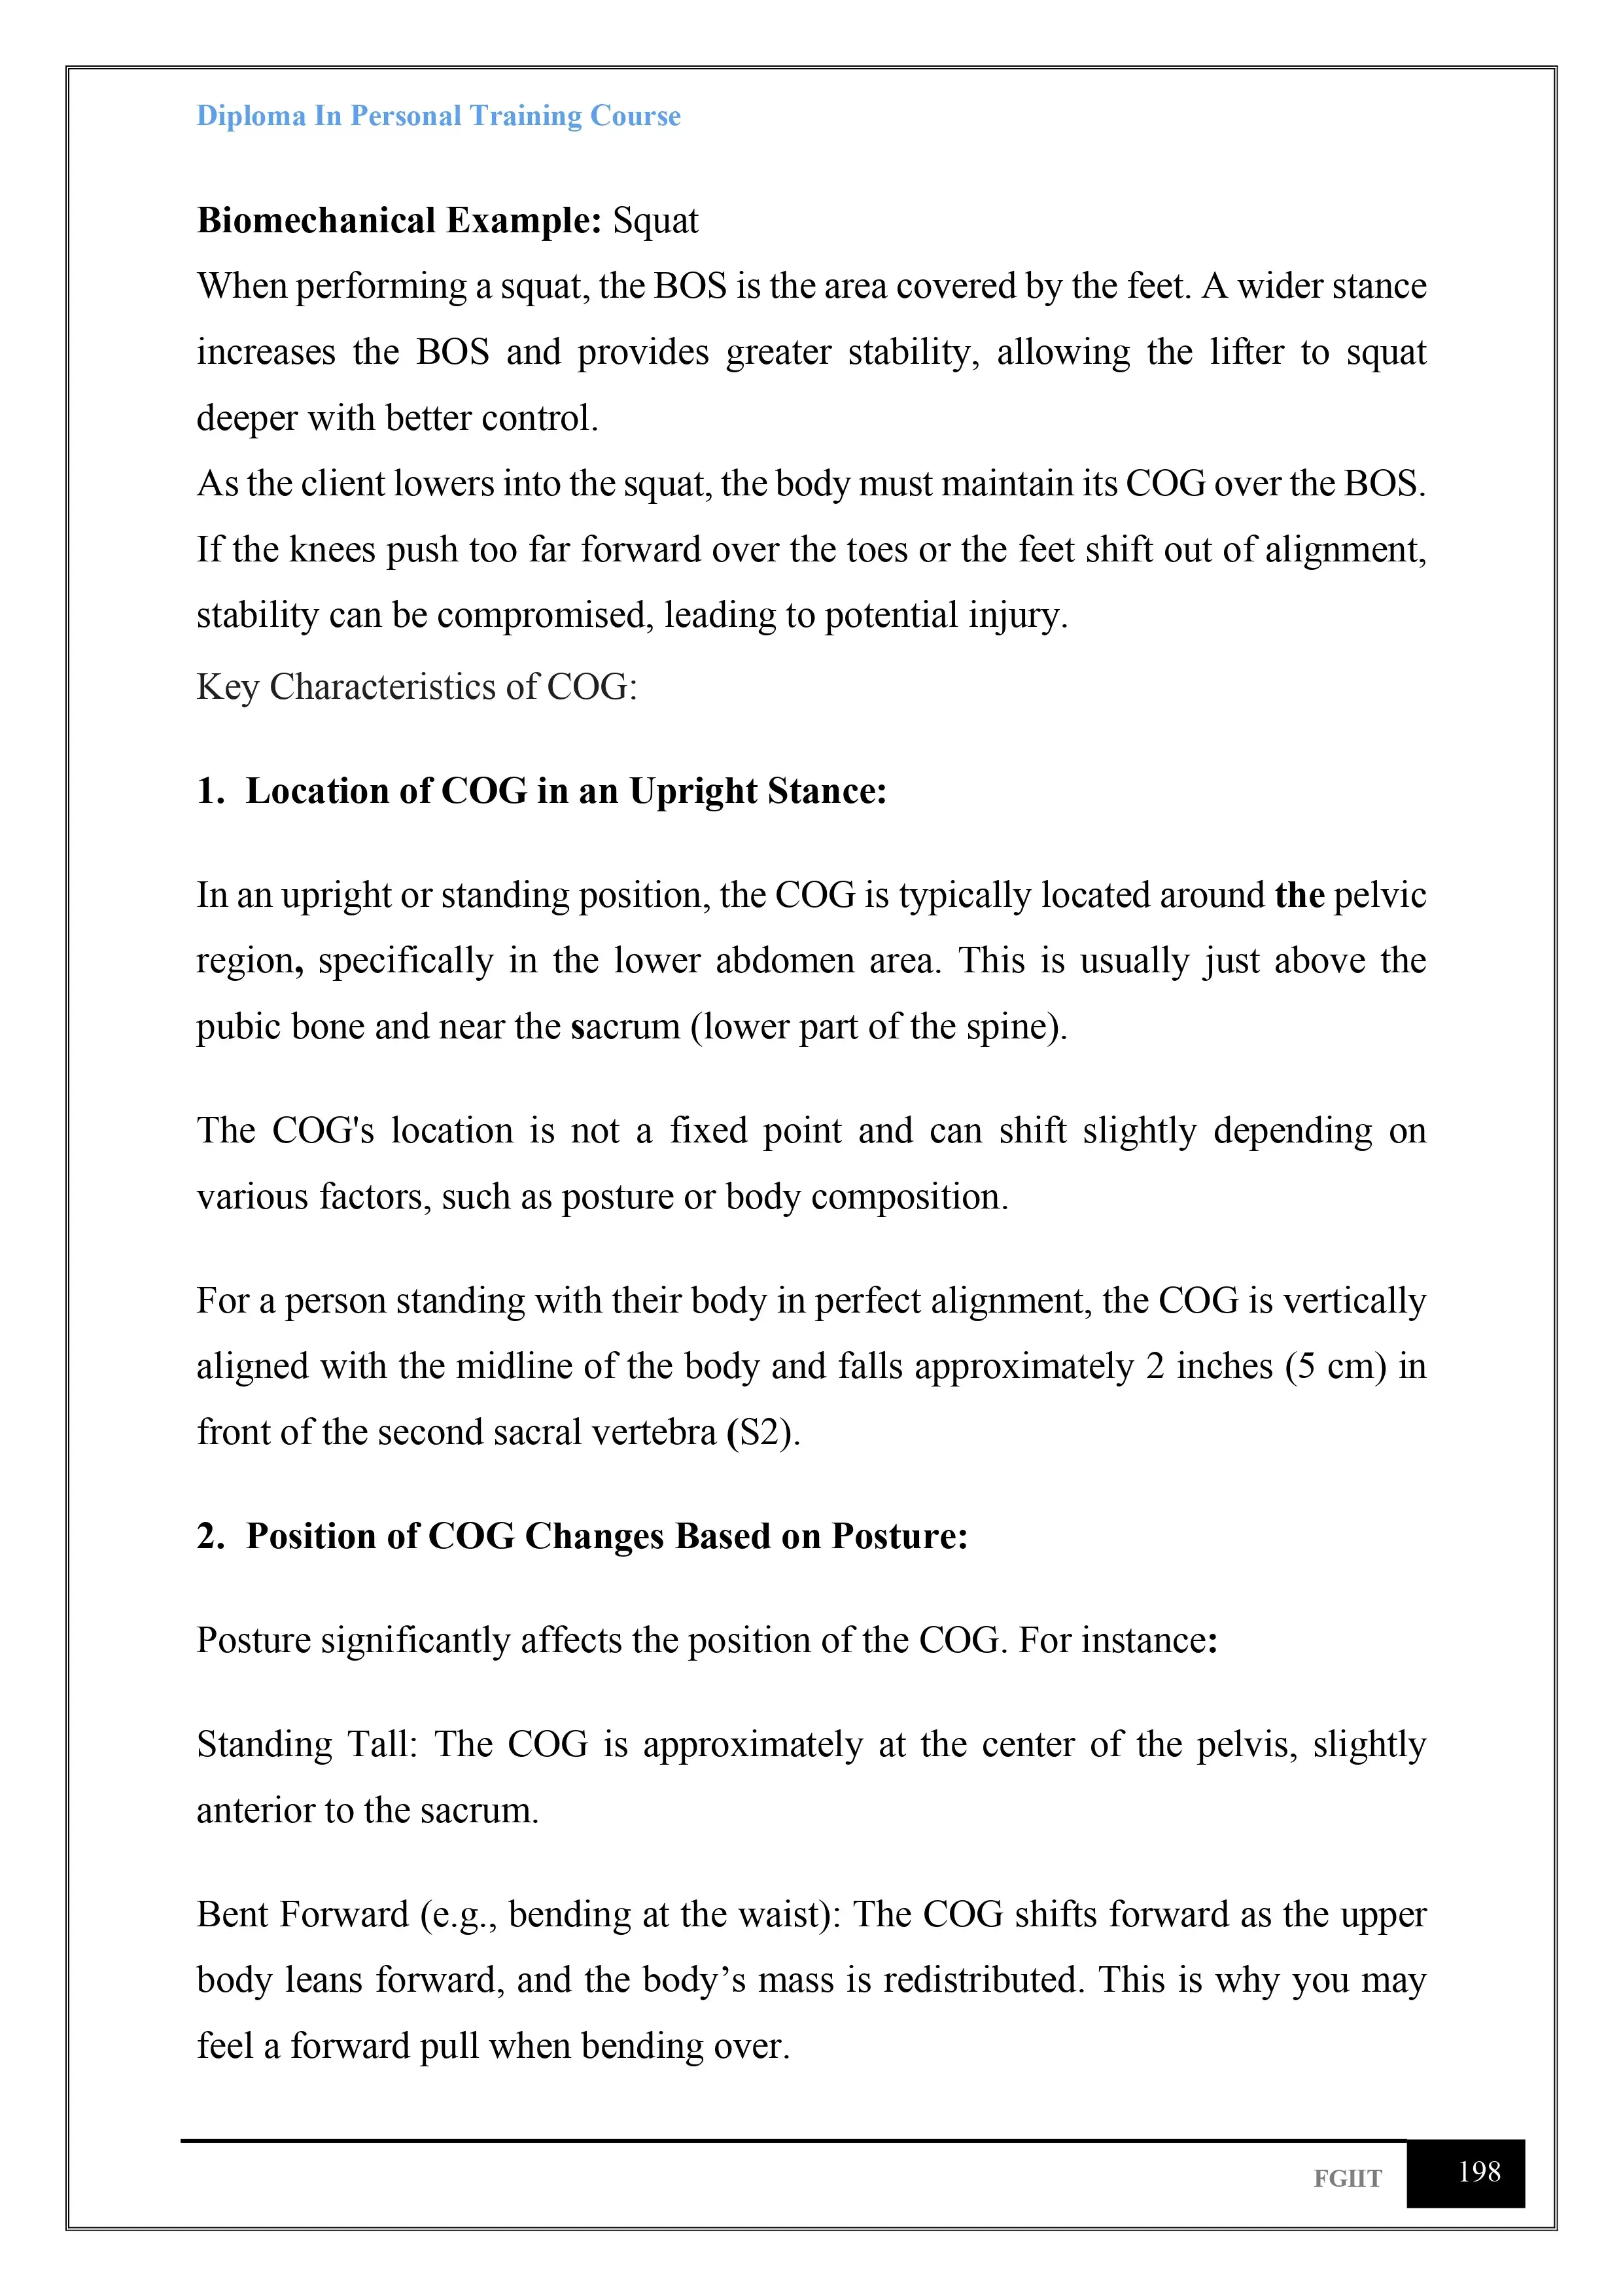 Diploma In Personal Training Course
Biomechanical Example: Squat
When performing a squat, the BOS is the area covered by the feet. A wider stance
increases the BOS and provides greater stability, allowing the lifter to squat
deeper with better control.
As the client lowers into the squat, the body must maintain its COG over the BOS.
If the knees push too far forward over the toes or the feet shift out of alignment,
stability can be compromised, leading to potential injury.
Key Characteristics of COG:
1. Location of COG in an Upright Stance:
In an upright or standing position, the COG is typically located around the pelvic
region, specifically in the lower abdomen area. This is usually just above the
pubic bone and near the sacrum (lower part of the spine).
The COG's location is not a fixed point and can shift slightly depending on
various factors, such as posture or body composition.
For a person standing with their body in perfect alignment, the COG is vertically
aligned with the midline of the body and falls approximately 2 inches (5 cm) in
front of the second sacral vertebra (S2).
2. Position of COG Changes Based on Posture:
Posture significantly affects the position of the COG. For instance:
Standing Tall: The COG is approximately at the center of the pelvis, slightly
anterior to the sacrum.
Bent Forward (e.g., bending at the waist): The COG shifts forward as the upper
body leans forward, and the body’s mass is redistributed. This is why you may
feel a forward pull when bending over.
FGIIT 198